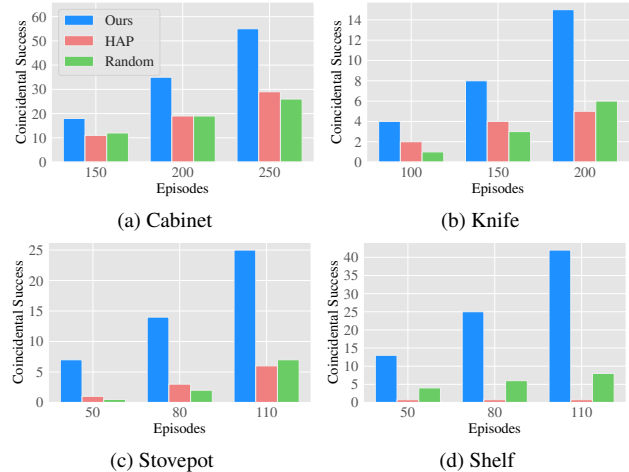 Coincidental Success
60
50
40
30
20
10
0
Ours
HAP
Random
150 200 250
Episodes
(a) Cabinet
Coincidental Success
14
12
10
8
6
4
2
0
100 150 200
Episodes
(b) Knife
Coincidental Success
25
20
15
10
5
0
50 80 110
Episodes
(c) Stovepot
Coincidental Success
40
35
30
25
20
15
10
5
0
50 80 110
Episodes
(d) Shelf